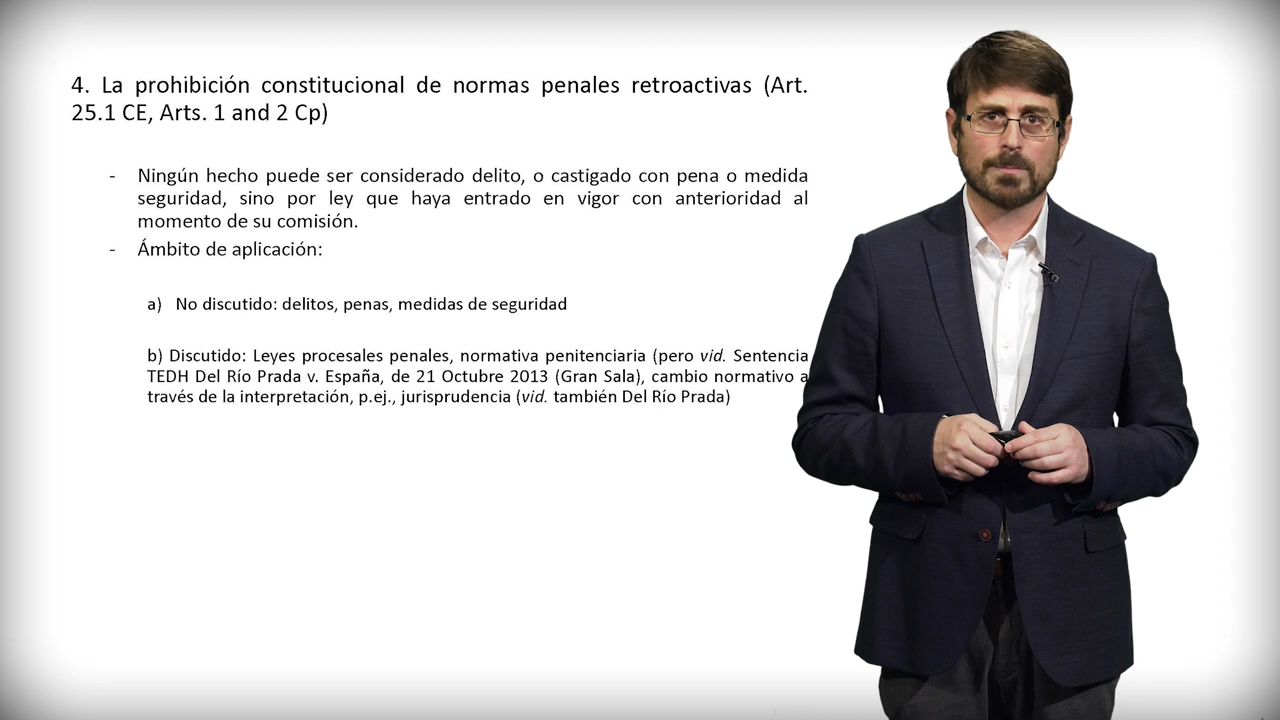 4. La prohibición constitucional de normas penales retroactivas (Art.
25.1 CE, Arts. 1 and 2 Cp)
- Ningún hecho puede ser considerado delito, o castigado con pena o medida
seguridad, sino por ley que haya entrado en vigor con anterioridad al
momento de su comisión.
- Ámbito de aplicación:
a) No discutido: delitos, penas, medidas de seguridad
b) Discutido: Leyes procesales penales, normativa penitenciaria (pero vid. Sentencia
TEDH Del Río Prada v. España, de 21 Octubre 2013 (Gran Sala), cambio normativo a
través de la interpretación, p.ej., jurisprudencia (vid. también Del Río Prada)